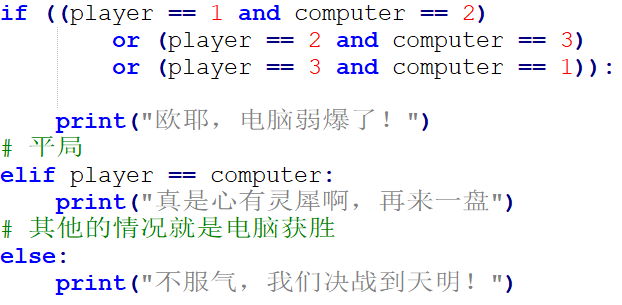 if ((player == 1 and computer == 2)
        or (player == 2 and computer == 3)
        or (player == 3 and computer == 1)):
    print("欧耶，电脑弱爆了！")
# 平局
elif player == computer:
    print("真是心有灵犀啊，再来一盘")
# 其他的情况就是电脑获胜
else:
    print("不服气，我们决战到天明！")